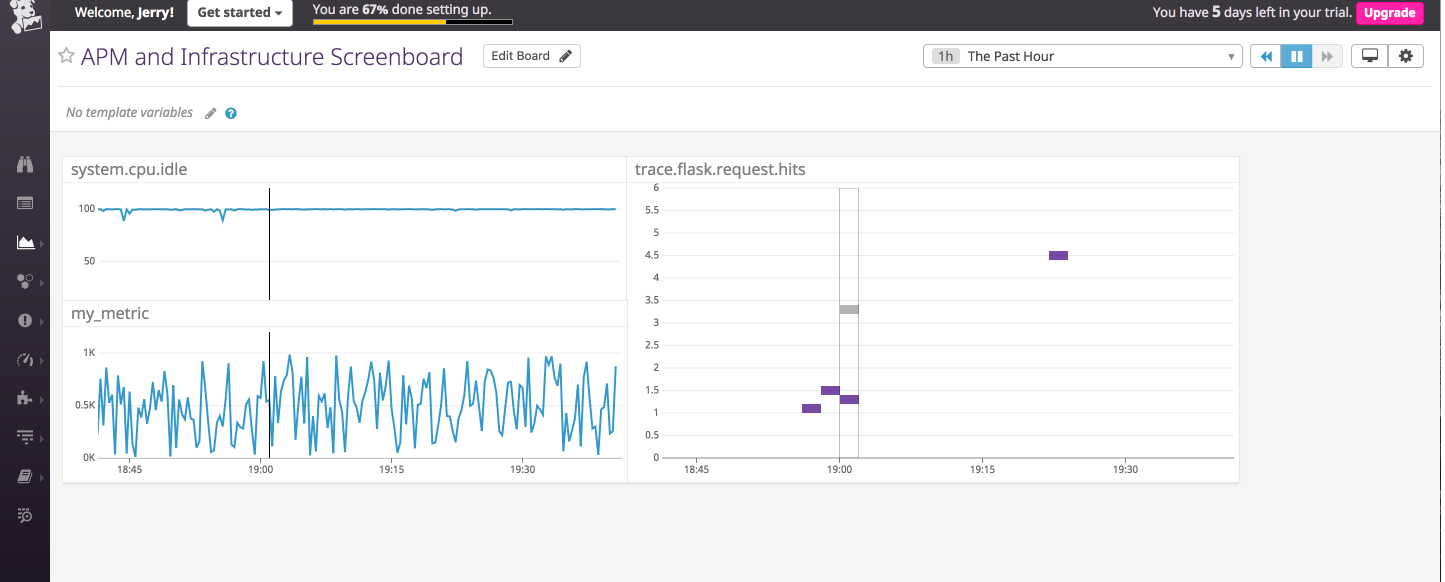 Welcome, Jerry!
Get started
You are 67% done setting up.
You have 5 days left in your trial.
Upgrade
APM and Infrastructure Screenboard
Edit Board
1h The Past Hour
No template variables
?
system.cpu.idle
100
50
my_metric
1K
0.5K
0K
18:45 19:00 19:15 19:30
trace.flask.request.hits
6
5.5
5
4.5
4
3.5
3
2.5
2
1.5
1
0.5
0
18:45 19:00 19:15 19:30